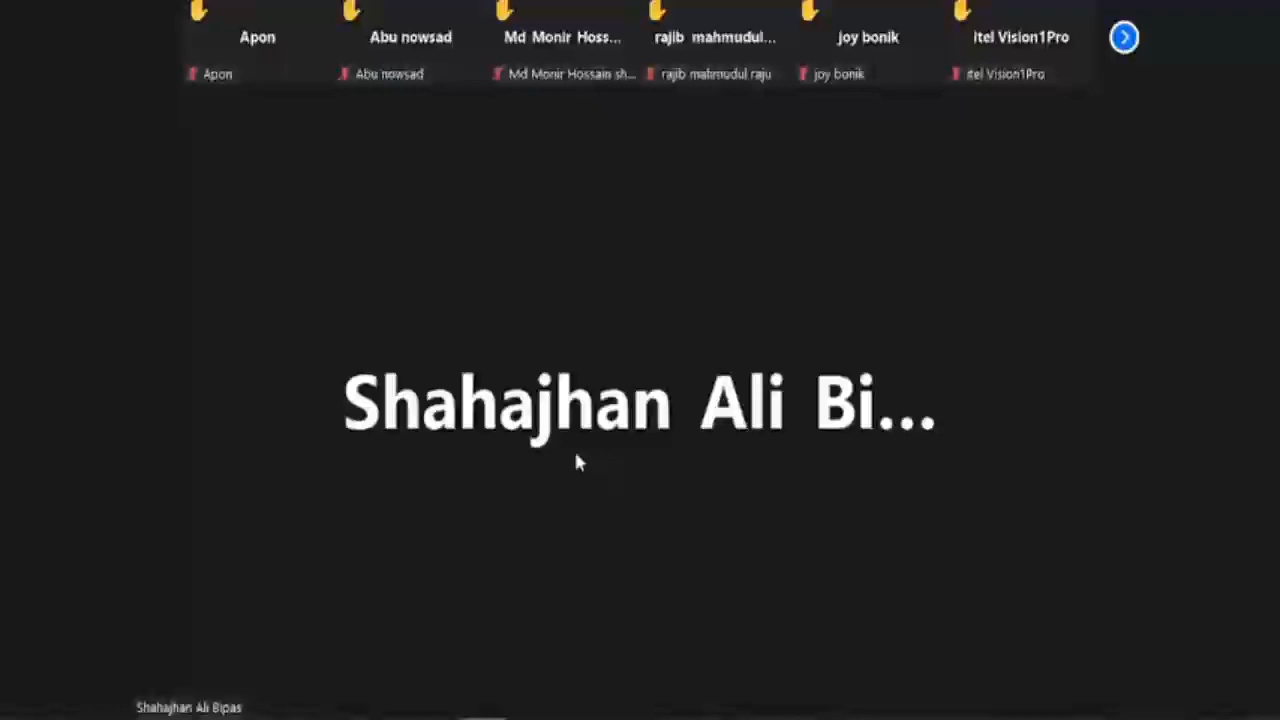 Apon Abu nowsad Md Monir Hoss... rajib mahmudul... joy bonik itel Vision1Pro
Apon Abu nowsad Md Monir Hossain sh... rajib mahmudul raju joy bonik itel Vision1Pro
Shahajhan Ali Bi...
Shahajhan Ali Bipas